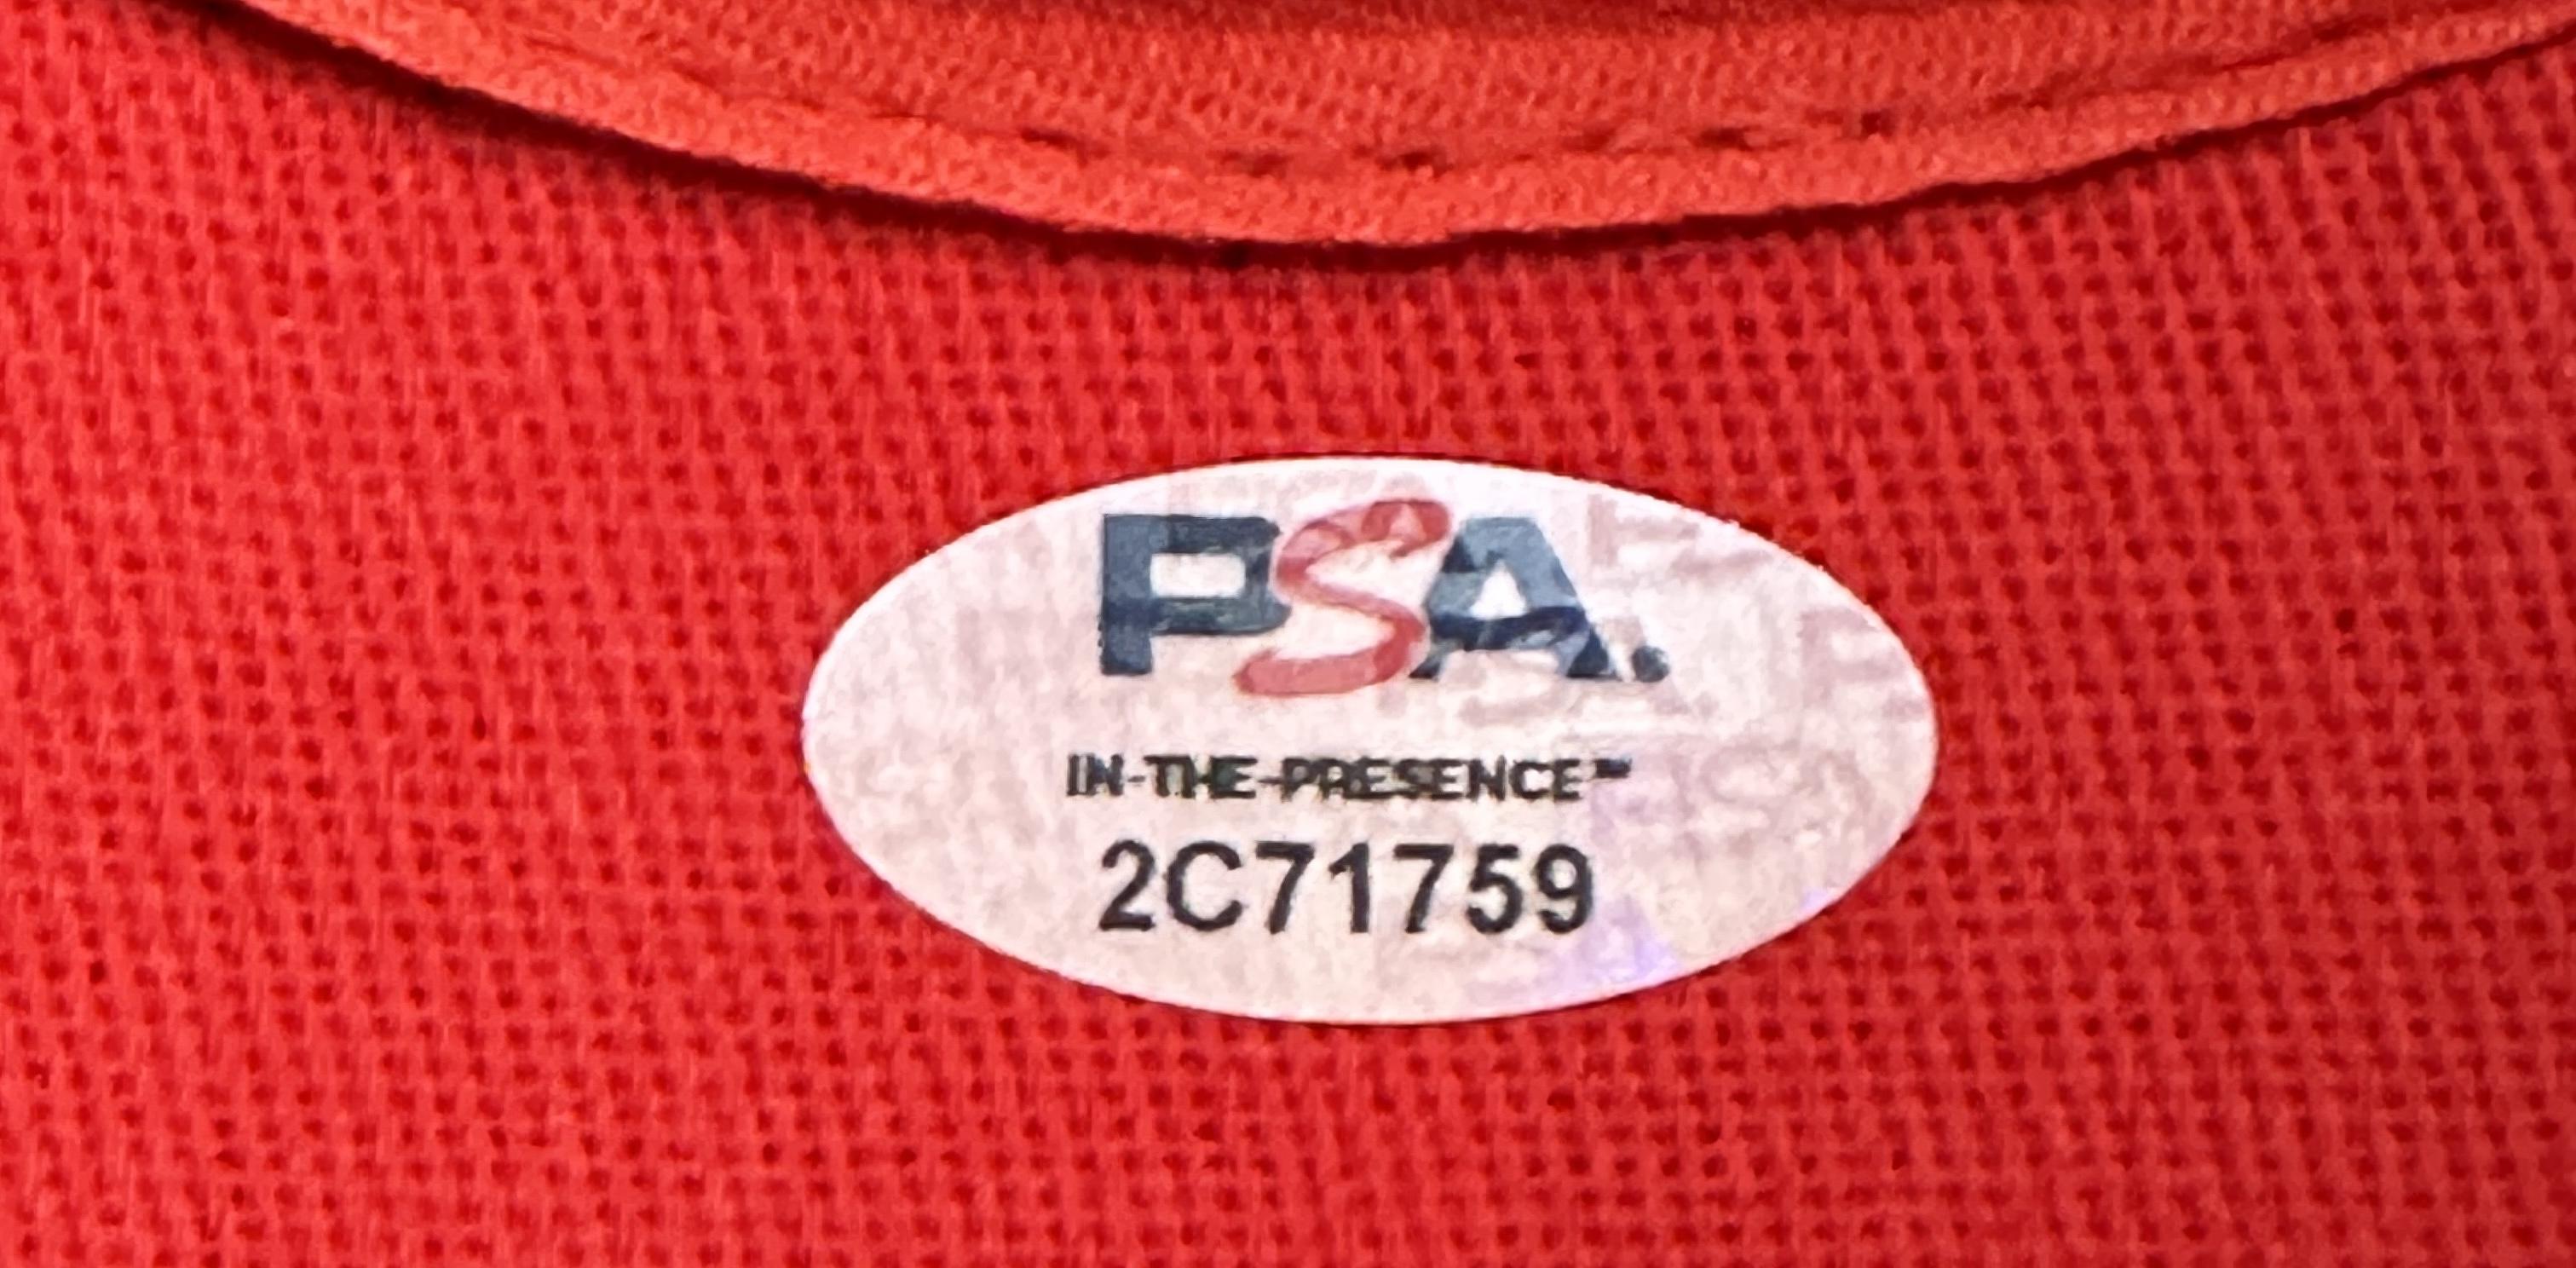 PSA.
IN-THE-PRESENCE™
2C71759